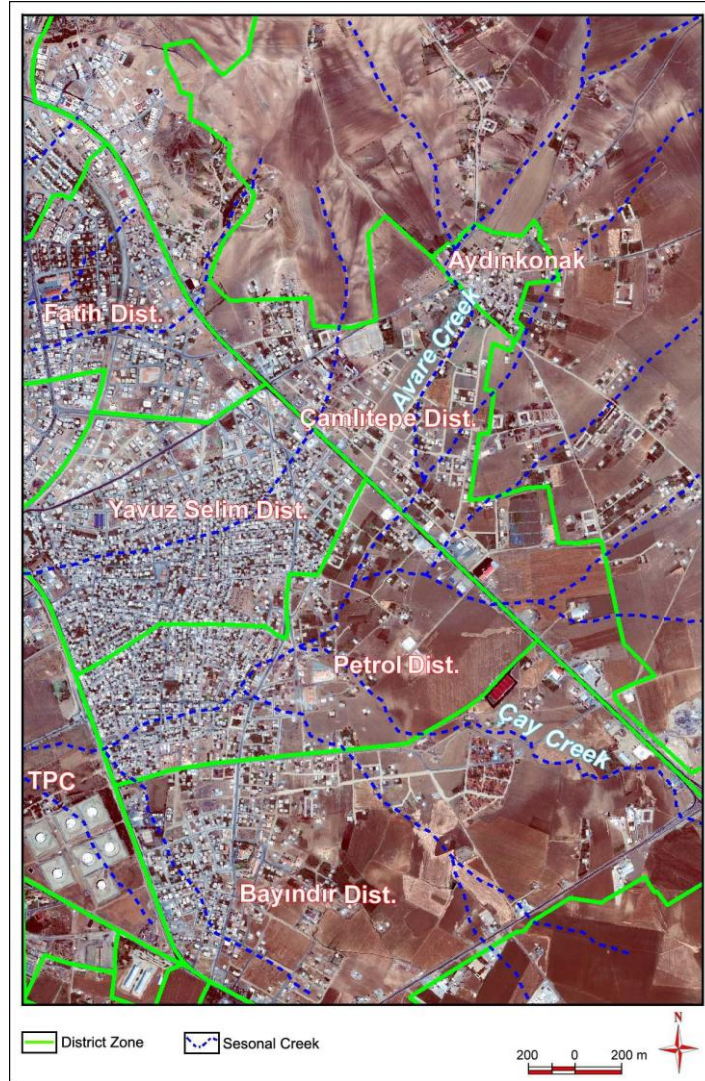 Aydınkonak
Fatih Dist.
Avare Creek
Çamlıtepe Dist.
Yavuz Selim Dist.
Petrol Dist.
Çay Creek
TPC
Bayındır Dist.
District Zone
Sesonal Creek
N
200 0 200 m